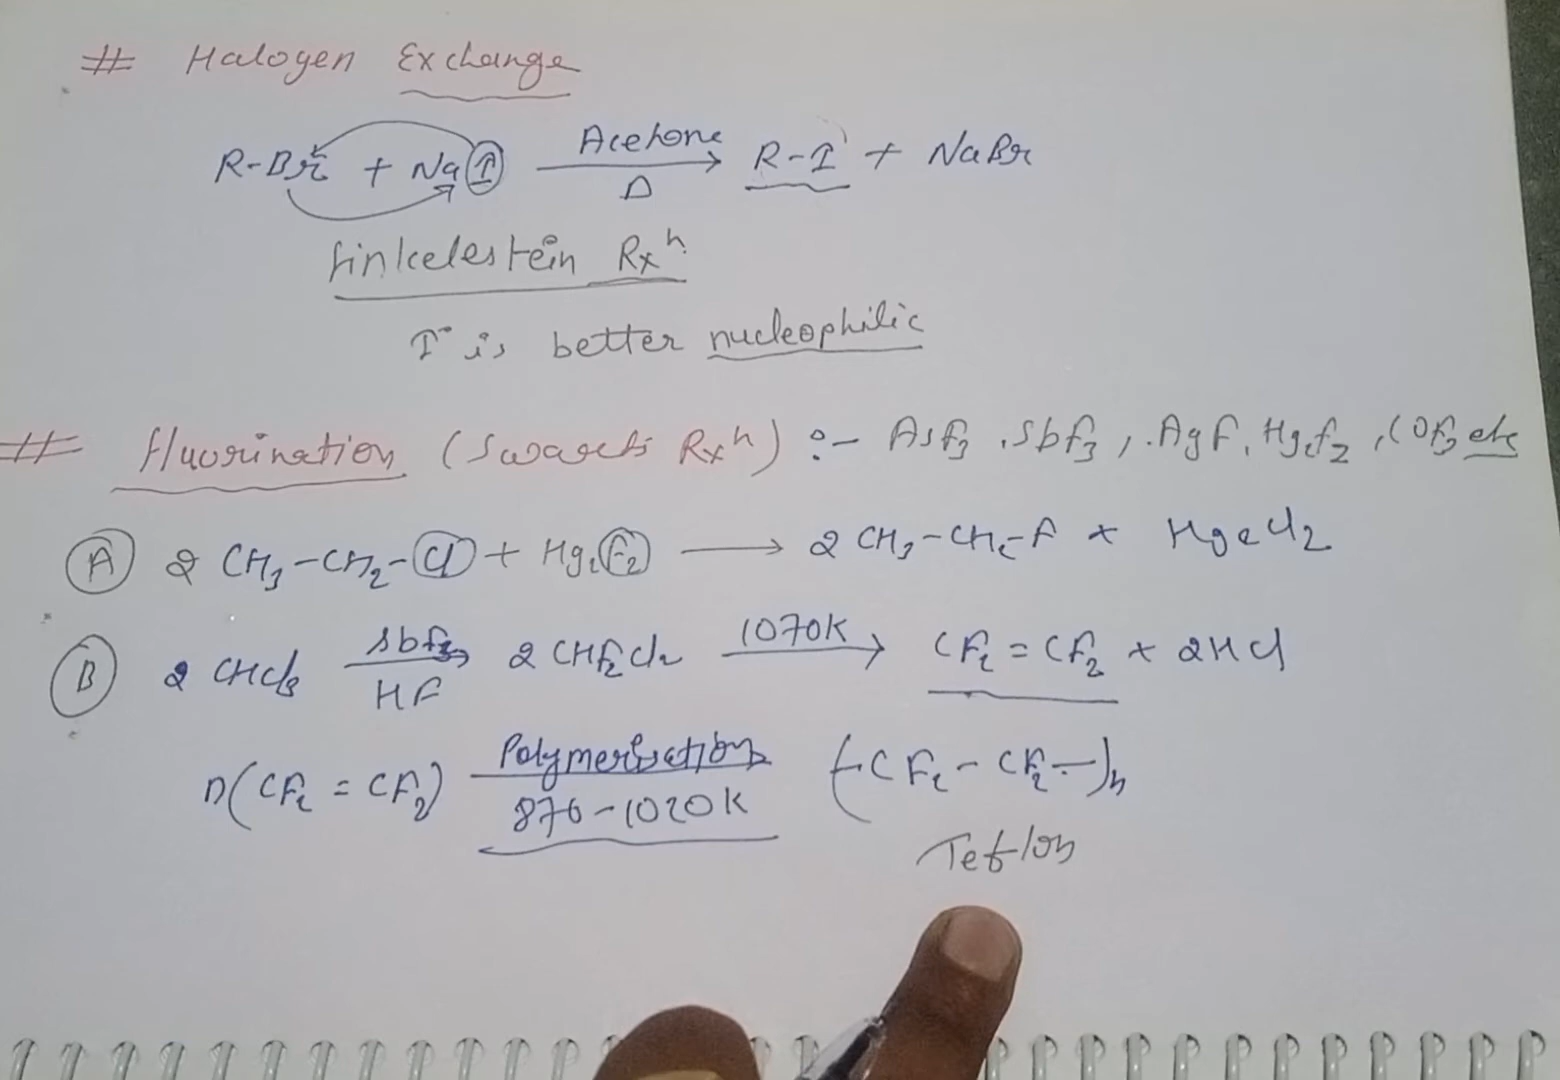 # Halogen Exchange
R-Br + NaI Acetone Δ → R-I + NaBr
Finkelestein Rxn
I⁻ is better nucleophilic
# Fluorination (Swarts Rxn) :- AsF3, SbF3, AgF, Hg2F2, COF3 etc
A 2 CH3-CH2-Cl + Hg2F2 → 2 CH3-CH2-F + Hg2Cl2
B 2 CHCl3 SbF3 HF 2 CHF2Cl 1070K → CF2 = CF2 + 2HCl
n(CF2 = CF2) Polymerisation 870-1020K (-CF2-CF2-)n
Teflon